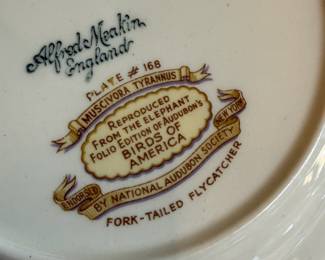 Alfred Meakin
England
PLATE # 168
MUSCIVORA TYRANNUS
REPRODUCED
FROM THE ELEPHANT
FOLIO EDITION OF AUDUBON'S
BIRDS OF
AMERICA
ENDORSED
BY NATIONAL AUDUBON SOCIETY
NEW YORK
FORK-TAILED FLYCATCHER